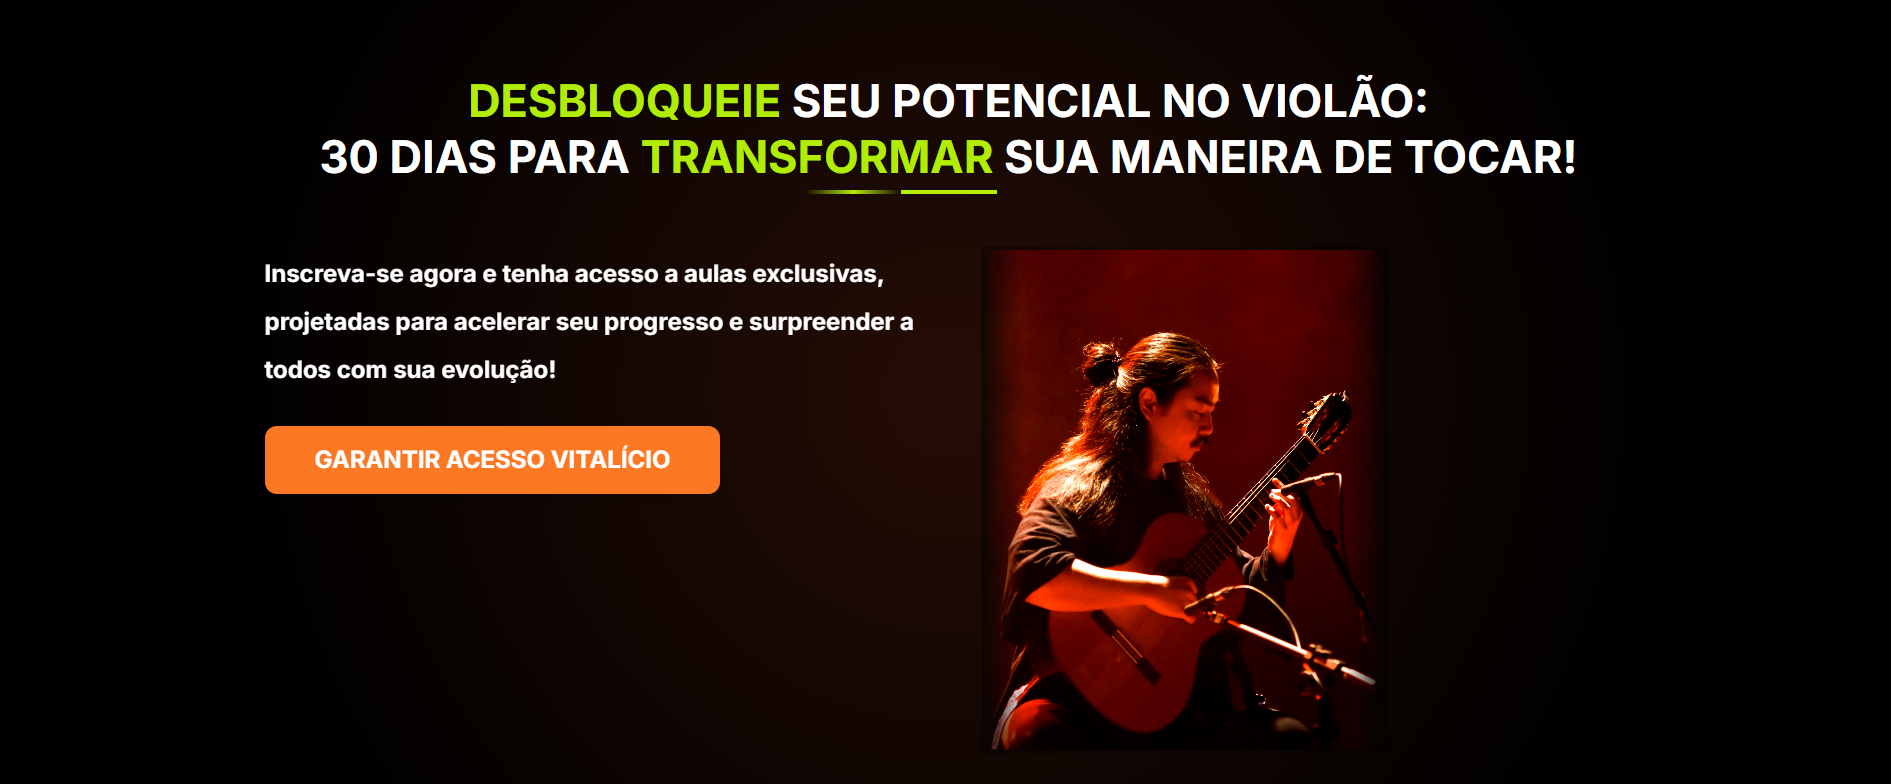 DESBLOQUEIE SEU POTENCIAL NO VIOLÃO:
30 DIAS PARA TRANSFORMAR SUA MANEIRA DE TOCAR!
Inscreva-se agora e tenha acesso a aulas exclusivas,
projetadas para acelerar seu progresso e surpreender a
todos com sua evolução!
GARANTIR ACESSO VITALÍCIO